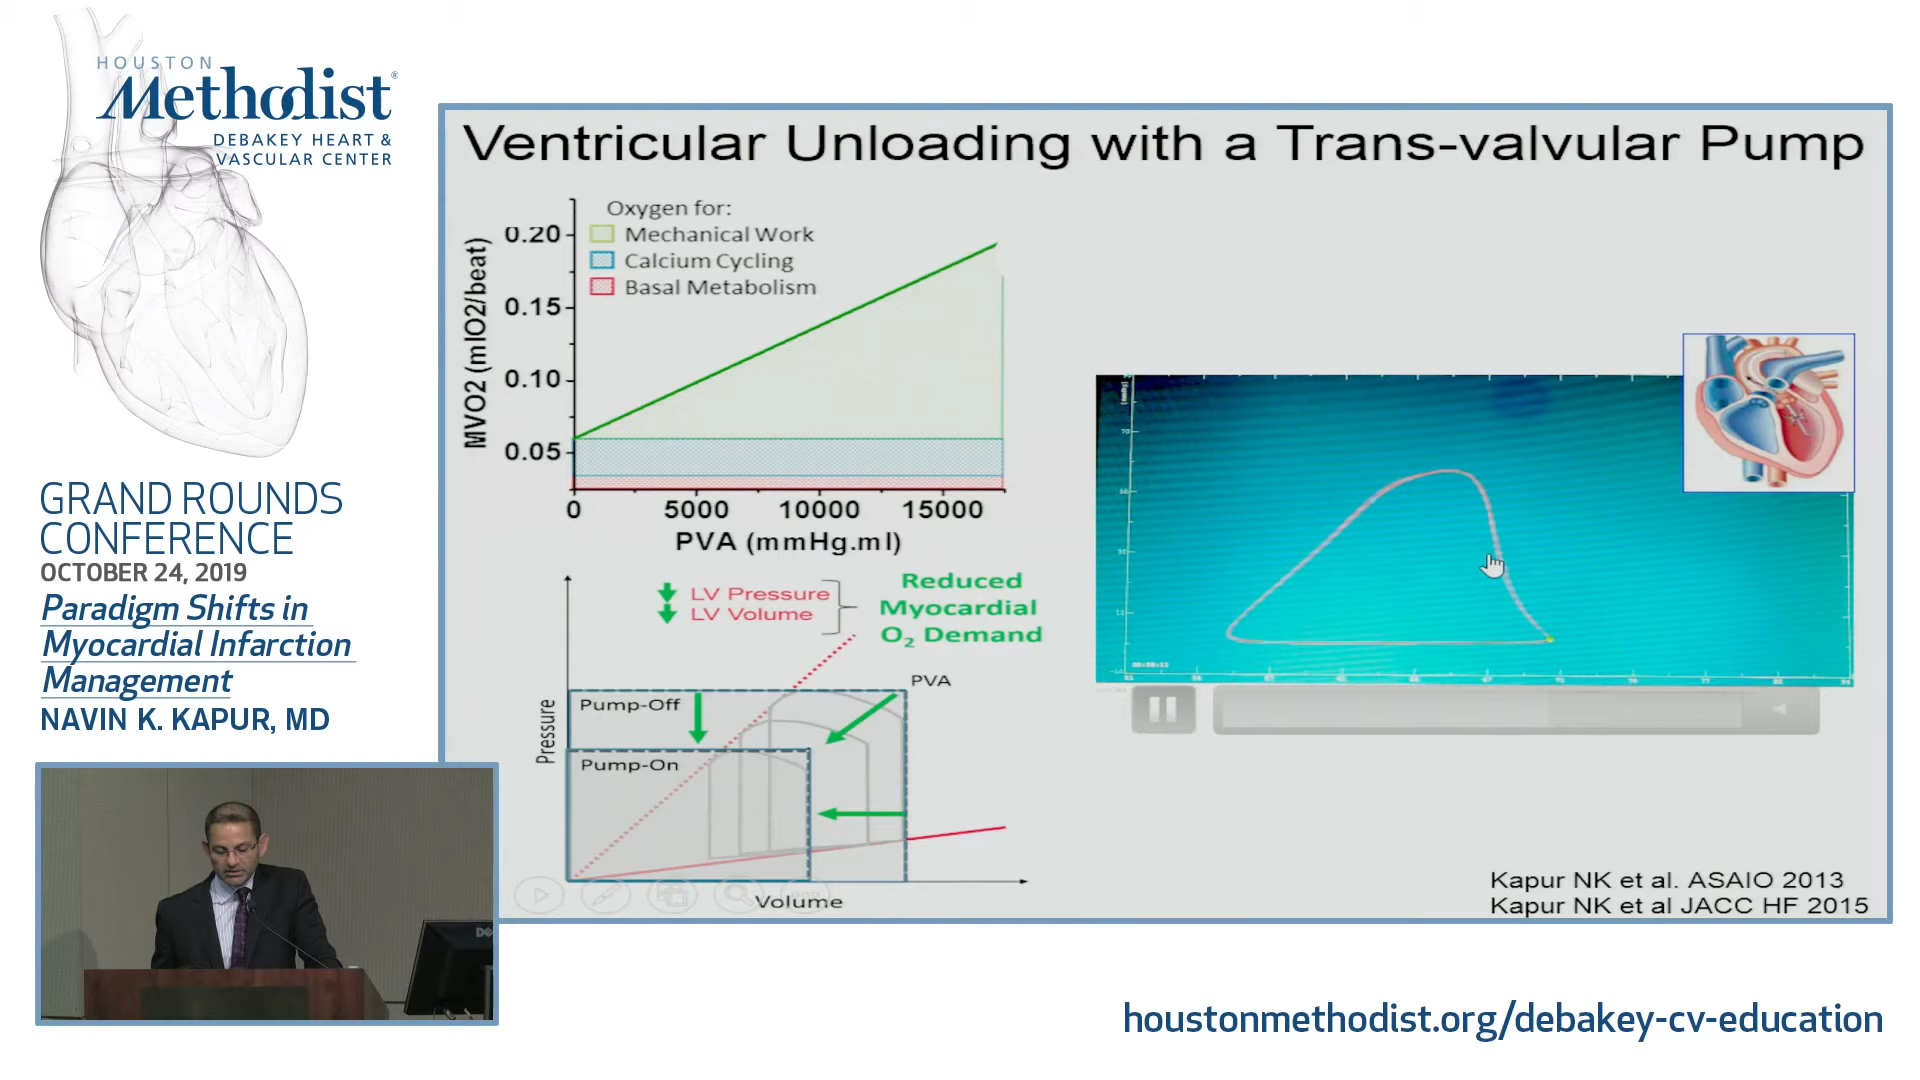 HOUSTON
Methodist®
DEBAKEY HEART &
VASCULAR CENTER
GRAND ROUNDS
CONFERENCE
OCTOBER 24, 2019
Paradigm Shifts in
Myocardial Infarction
Management
NAVIN K. KAPUR, MD
Ventricular Unloading with a Trans-valvular Pump
Oxygen for:
Mechanical Work
Calcium Cycling
Basal Metabolism
MVO2 (mlO2/beat)
0.20
0.15
0.10
0.05
0 5000 10000 15000
PVA (mmHg.ml)
LV Pressure
LV Volume
Reduced
Myocardial
O₂ Demand
PVA
Pump-Off
Pump-On
Pressure
Volume
Kapur NK et al. ASAIO 2013
Kapur NK et al JACC HF 2015
houstonmethodist.org/debakey-cv-education